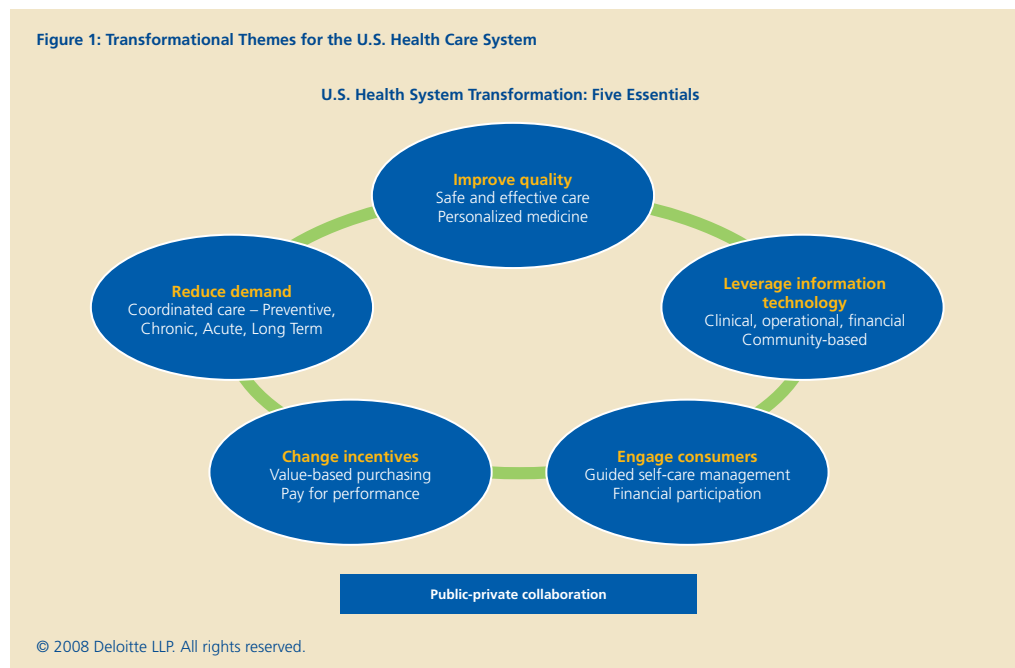 Figure 1: Transformational Themes for the U.S. Health Care System
U.S. Health System Transformation: Five Essentials
Improve quality
Safe and effective care
Personalized medicine
Reduce demand
Coordinated care – Preventive,
Chronic, Acute, Long Term
Leverage information
technology
Clinical, operational, financial
Community-based
Change incentives
Value-based purchasing
Pay for performance
Engage consumers
Guided self-care management
Financial participation
Public-private collaboration
© 2008 Deloitte LLP. All rights reserved.